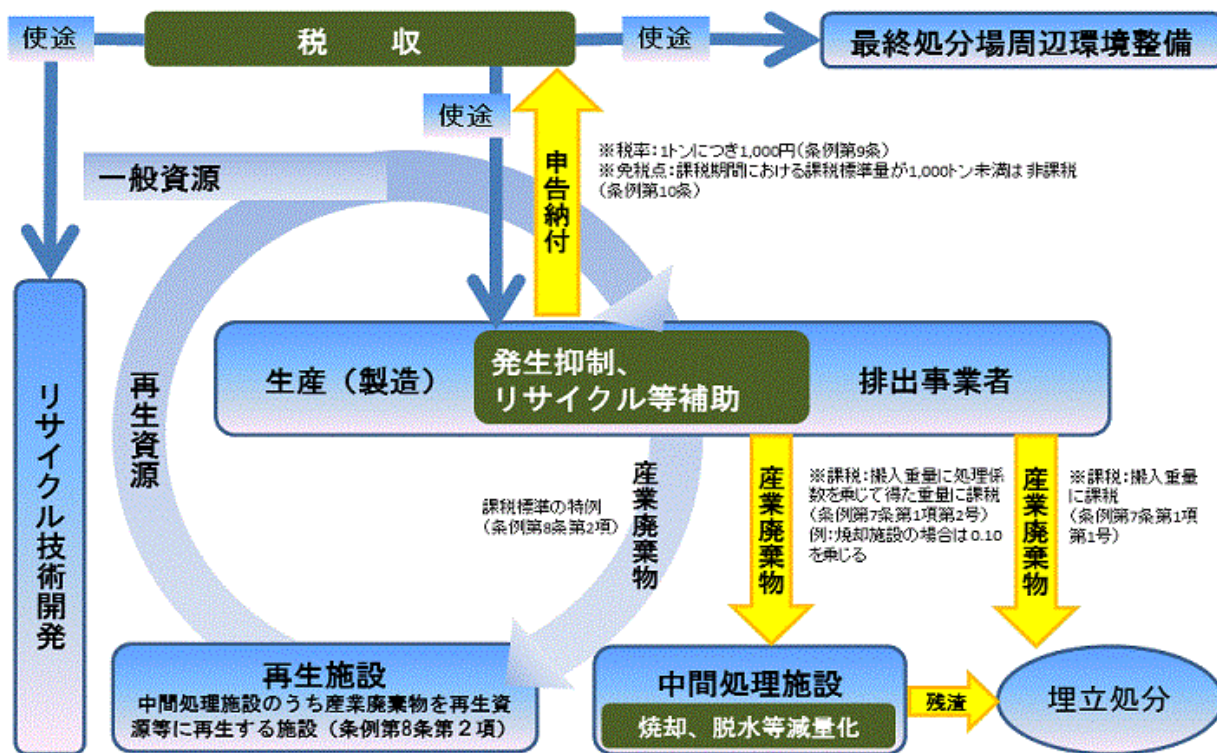 使途
税　収
使途
最終処分場周辺環境整備
使途
申告納付
※税率：1トンにつき1,000円（条例第9条）
※免税点：課税期間における課税標準量が1,000トン未満は非課税
（条例第10条）
一般資源
再生資源
リサイクル技術開発
生産（製造）
発生抑制、
リサイクル等補助
排出事業者
課税標準の特例
（条例第8条第2項）
産業廃棄物
産業廃棄物
※課税：搬入重量に処理係
数を乗じて得た重量に課税
（条例第7条第1項第2号）
例：焼却施設の場合は0.10
を乗じる
産業廃棄物
※課税：搬入重量
に課税
（条例第7条第1項
第1号）
再生施設
中間処理施設のうち産業廃棄物を再生資
源等に再生する施設（条例第8条第２項）
中間処理施設
焼却、脱水等減量化
残渣
埋立処分